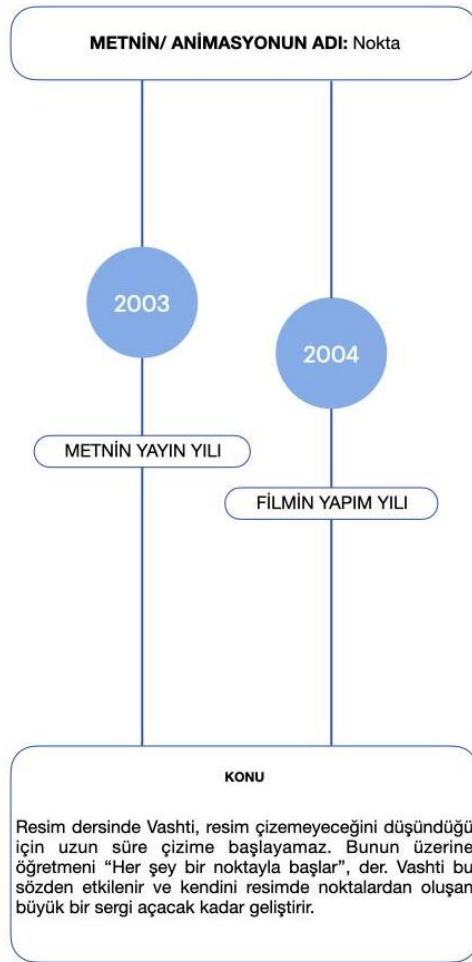 METNİN/ ANİMASYONUN ADI: Nokta
2003
2004
METNİN YAYIN YILI
FİLMİN YAPIM YILI
KONU
Resim dersinde Vashti, resim çizemeyeceğini düşündüğü
için uzun süre çizime başlayamaz. Bunun üzerine
öğretmeni “Her şey bir noktayla başlar”, der. Vashti bu
sözden etkilenir ve kendini resimde noktalardan oluşan
büyük bir sergi açacak kadar geliştirir.